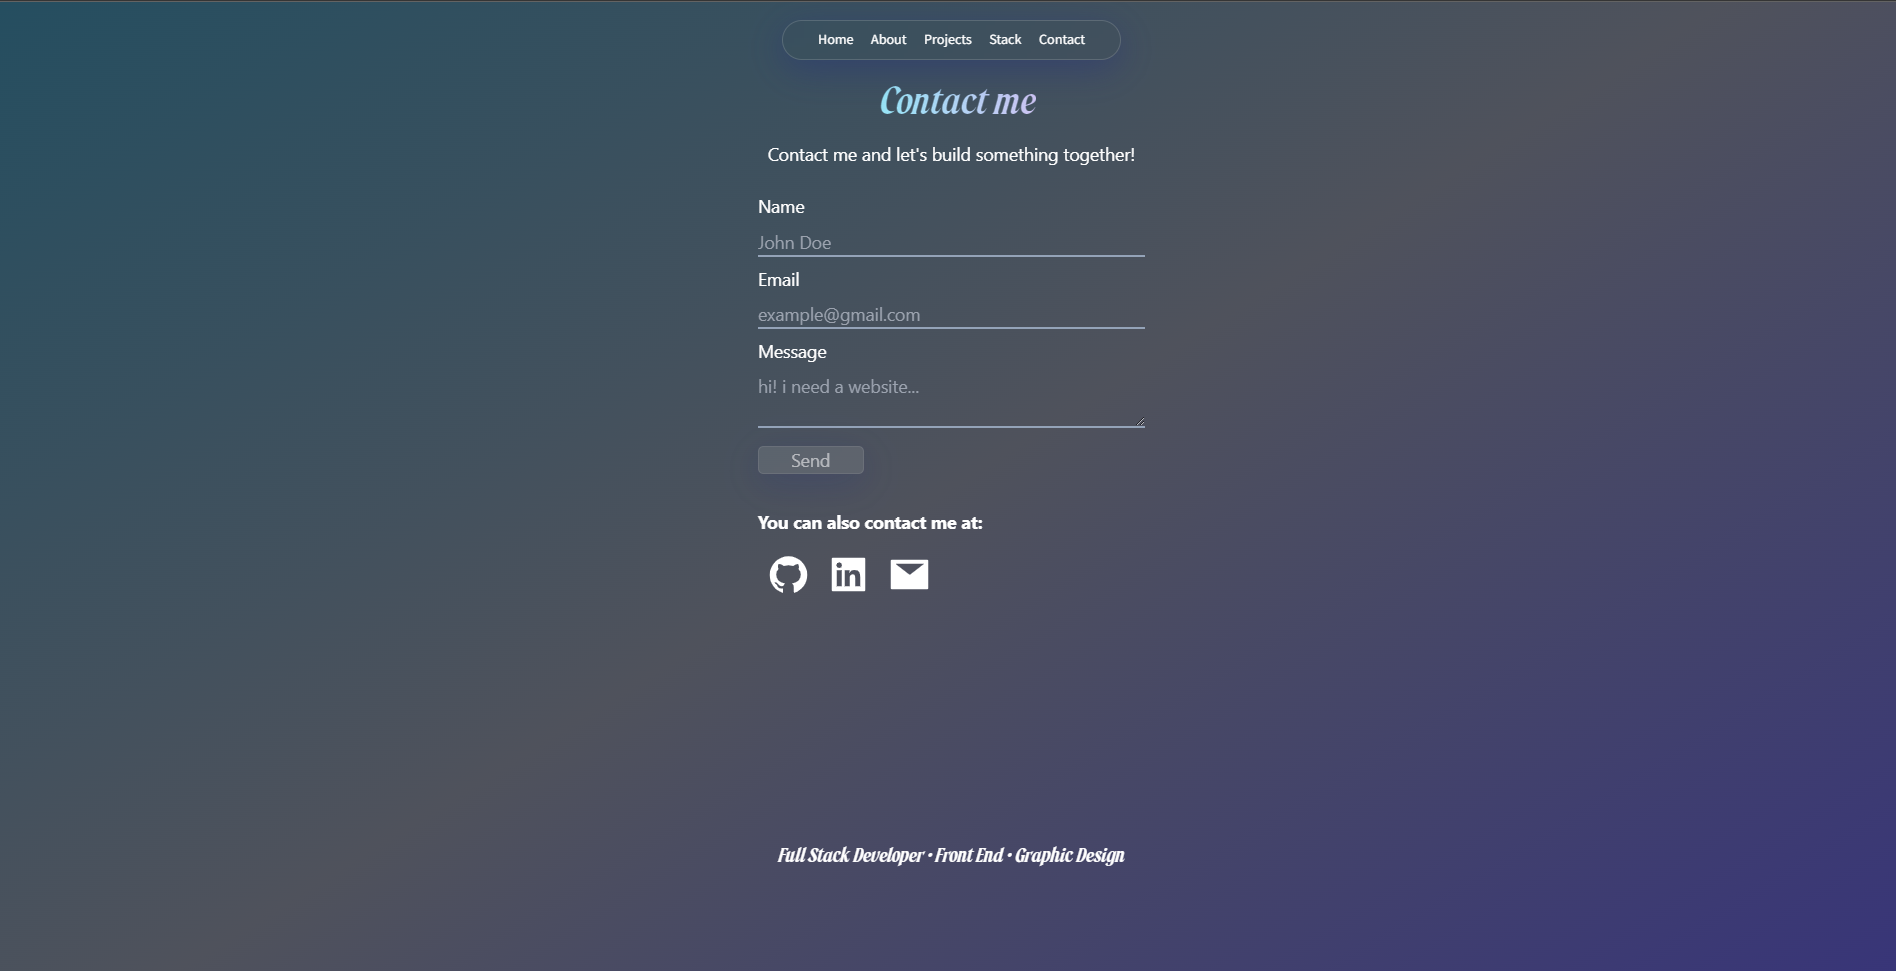 Home About Projects Stack Contact
Contact me
Contact me and let's build something together!
Name
John Doe
Email
example@gmail.com
Message
hi! i need a website...
Send
You can also contact me at:
in
Full Stack Developer • Front End • Graphic Design